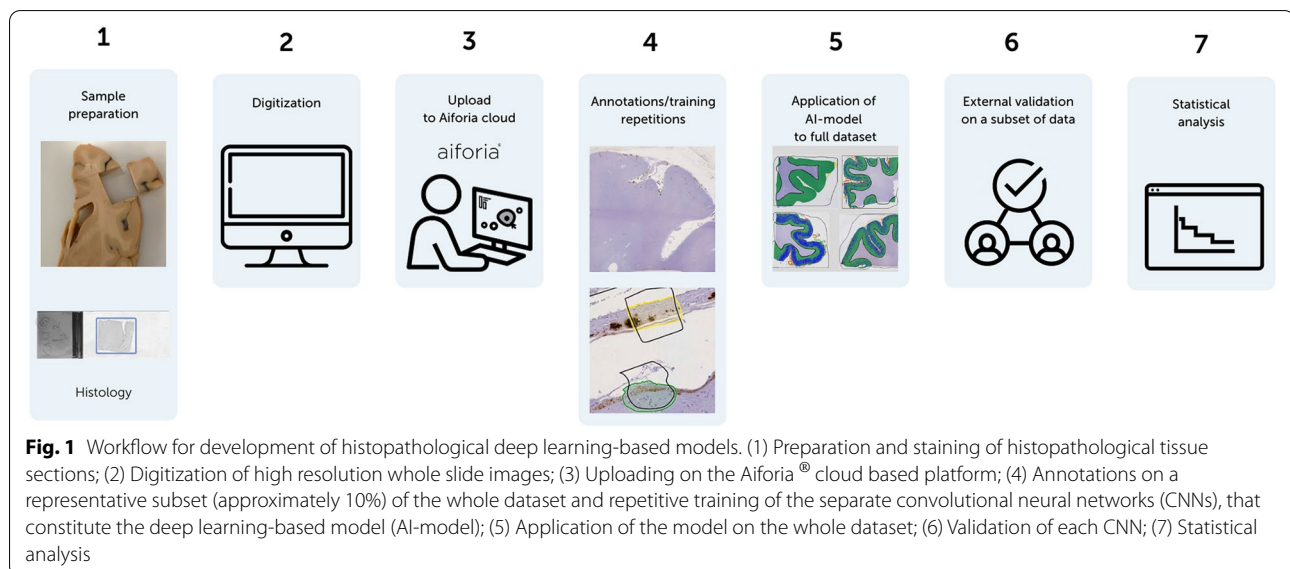 1
2
3
4
5
6
7
Sample
preparation
Histology
Digitization
Upload
to Aiforia cloud
aiforia®
Annotations/training
repetitions
Application of
AI-model
to full dataset
External validation
on a subset of data
Statistical
analysis
Fig. 1 Workflow for development of histopathological deep learning-based models. (1) Preparation and staining of histopathological tissue
sections; (2) Digitization of high resolution whole slide images; (3) Uploading on the Aiforia ® cloud based platform; (4) Annotations on a
representative subset (approximately 10%) of the whole dataset and repetitive training of the separate convolutional neural networks (CNNs), that
constitute the deep learning-based model (AI-model); (5) Application of the model on the whole dataset; (6) Validation of each CNN; (7) Statistical
analysis